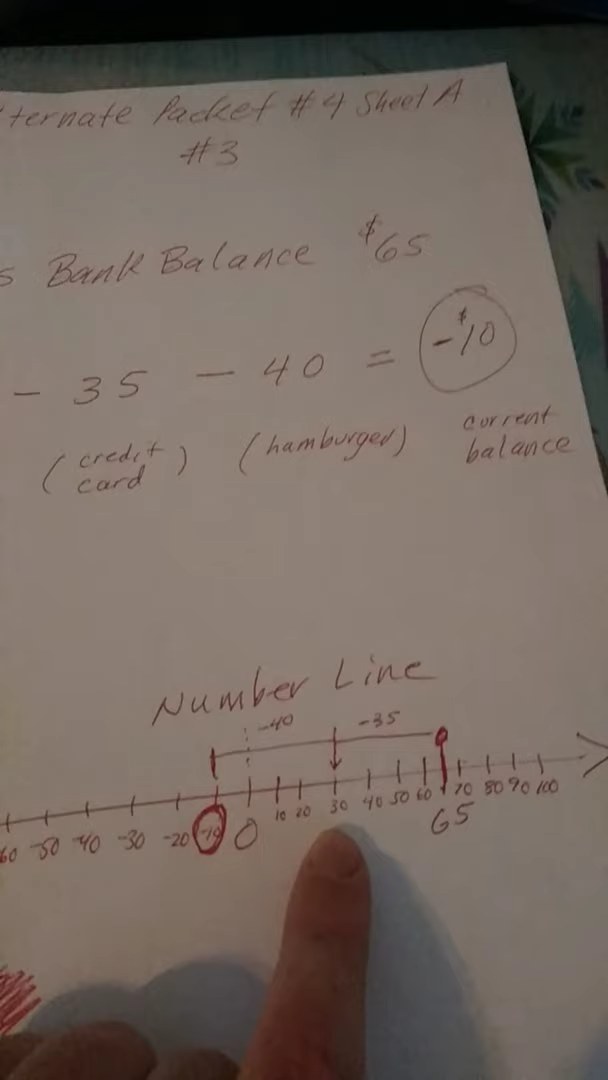 ternate Packet #4 Sheet A
#3
s Bank Balance $65
- 35 - 40 = -$10
(credit card) (hamburger) current balance
Number Line
-40 -35
60 -50 -40 -30 -20 -10 0 10 20 30 40 50 60 70 80 90 100
65